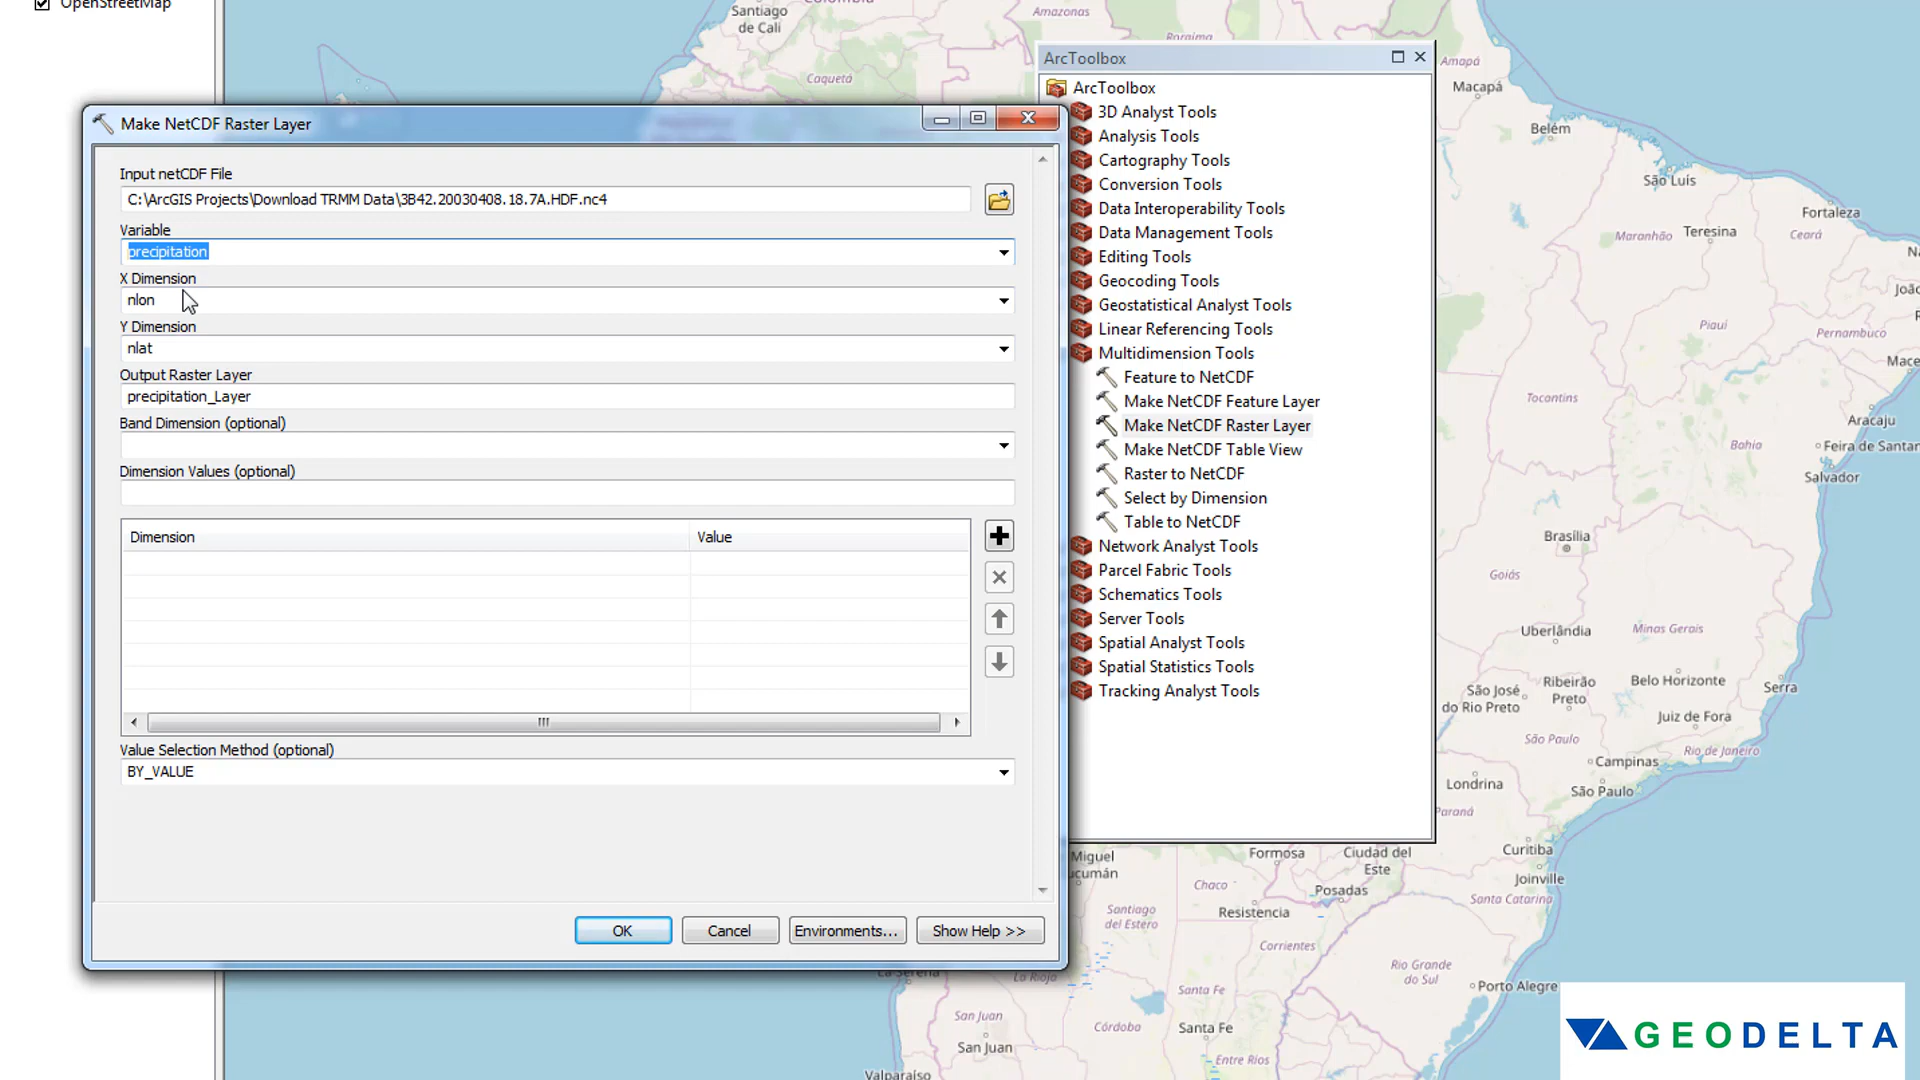 OpenStreetMap
Make NetCDF Raster Layer
Input netCDF File
C:\ArcGIS Projects\Download TRMM Data\3B42.20030408.18.7A.HDF.nc4
Variable
precipitation
X Dimension
nlon
Y Dimension
nlat
Output Raster Layer
precipitation_Layer
Band Dimension (optional)
Dimension Values (optional)
Dimension Value
Value Selection Method (optional)
BY_VALUE
OK Cancel Environments... Show Help >>
ArcToolbox
ArcToolbox
3D Analyst Tools
Analysis Tools
Cartography Tools
Conversion Tools
Data Interoperability Tools
Data Management Tools
Editing Tools
Geocoding Tools
Geostatistical Analyst Tools
Linear Referencing Tools
Multidimension Tools
Feature to NetCDF
Make NetCDF Feature Layer
Make NetCDF Raster Layer
Make NetCDF Table View
Raster to NetCDF
Select by Dimension
Table to NetCDF
Network Analyst Tools
Parcel Fabric Tools
Schematics Tools
Server Tools
Spatial Analyst Tools
Spatial Statistics Tools
Tracking Analyst Tools
Santiago
de Cali
Colombia
Amazonas
Roraima
Caquetá
Amapá
Macapá
Belém
São Luís
Fortaleza
Maranhão
Teresina
Ceará
Piauí
Pernambuco
Tocantins
Aracaju
Bahia
Feira de Santan
Salvador
Brasília
Goiás
Uberlândia
Minas Gerais
São José
do Rio Preto
Ribeirão
Preto
Belo Horizonte
Serra
Juiz de Fora
São Paulo
Rio de Janeiro
Campinas
Londrina
São Paulo
Paraná
Curitiba
Joinville
Santa Catarina
Miguel
Formosa
Ciudad del
Este
Chaco
Posadas
Resistencia
Santiago
del Estero
Corrientes
Rio Grande
do Sul
Porto Alegre
La Serena
La Rioja
Santa Fe
Santa Fe
Córdoba
San Juan
San Juan
Entre Ríos
Valparaíso
GEODELTA